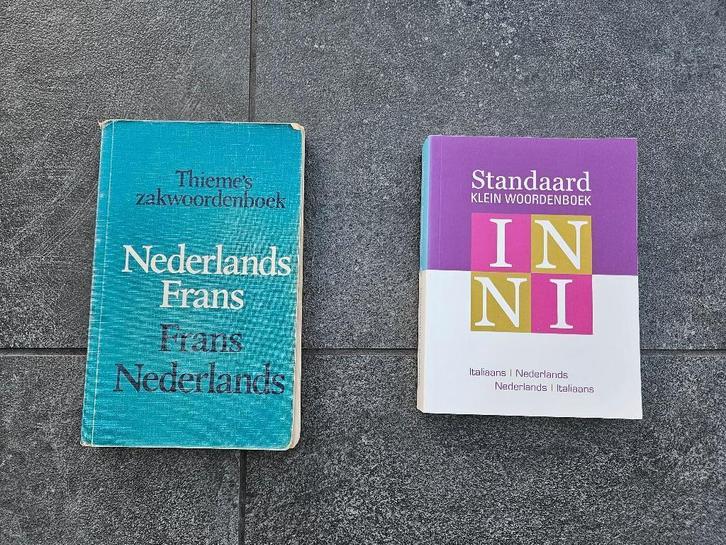 Thieme's
zakwoordenboek
Nederlands
Frans
Frans
Nederlands
Standaard
KLEIN WOORDENBOEK
IN
NI
Italiaans | Nederlands
Nederlands | Italiaans